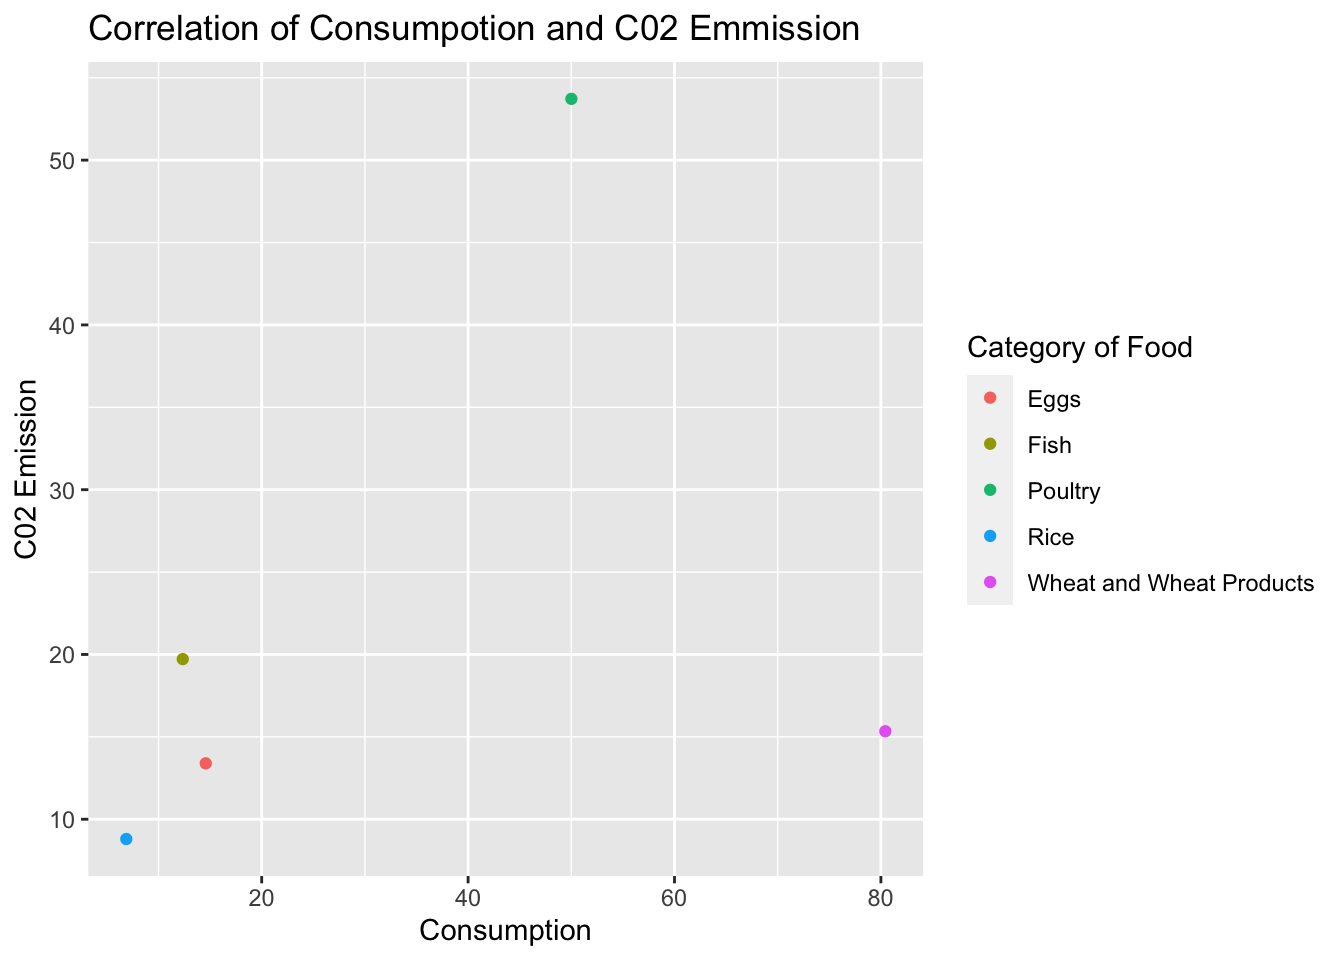 Correlation of Consumpotion and C02 Emmission
50
40
30
20
10
C02 Emission
20
40
60
80
Consumption
Category of Food
Eggs
Fish
Poultry
Rice
Wheat and Wheat Products